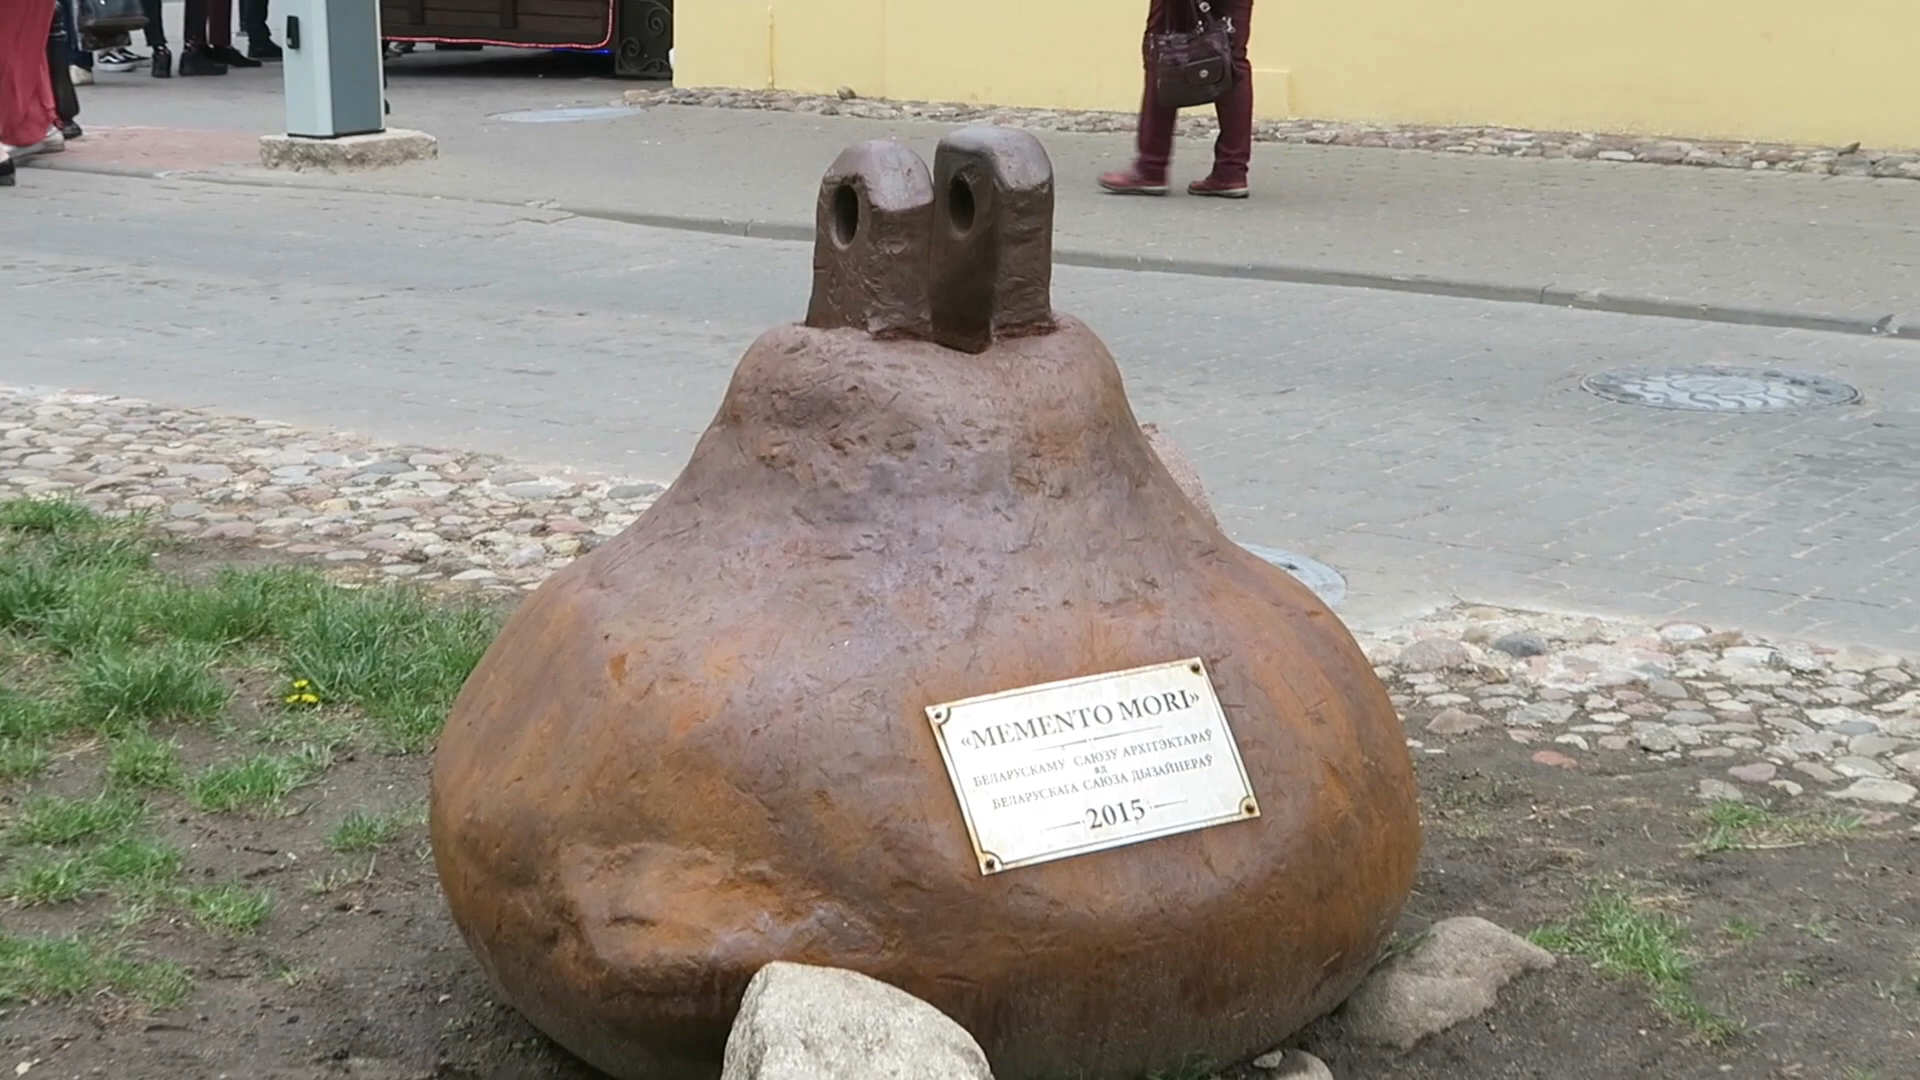 «MEMENTO MORI»
БЕЛАРУСКАМУ САЮЗУ АРХІТЭКТАРАЎ
ад
БЕЛАРУСКАГА САЮЗА ДЫЗАЙНЕРАЎ
2015